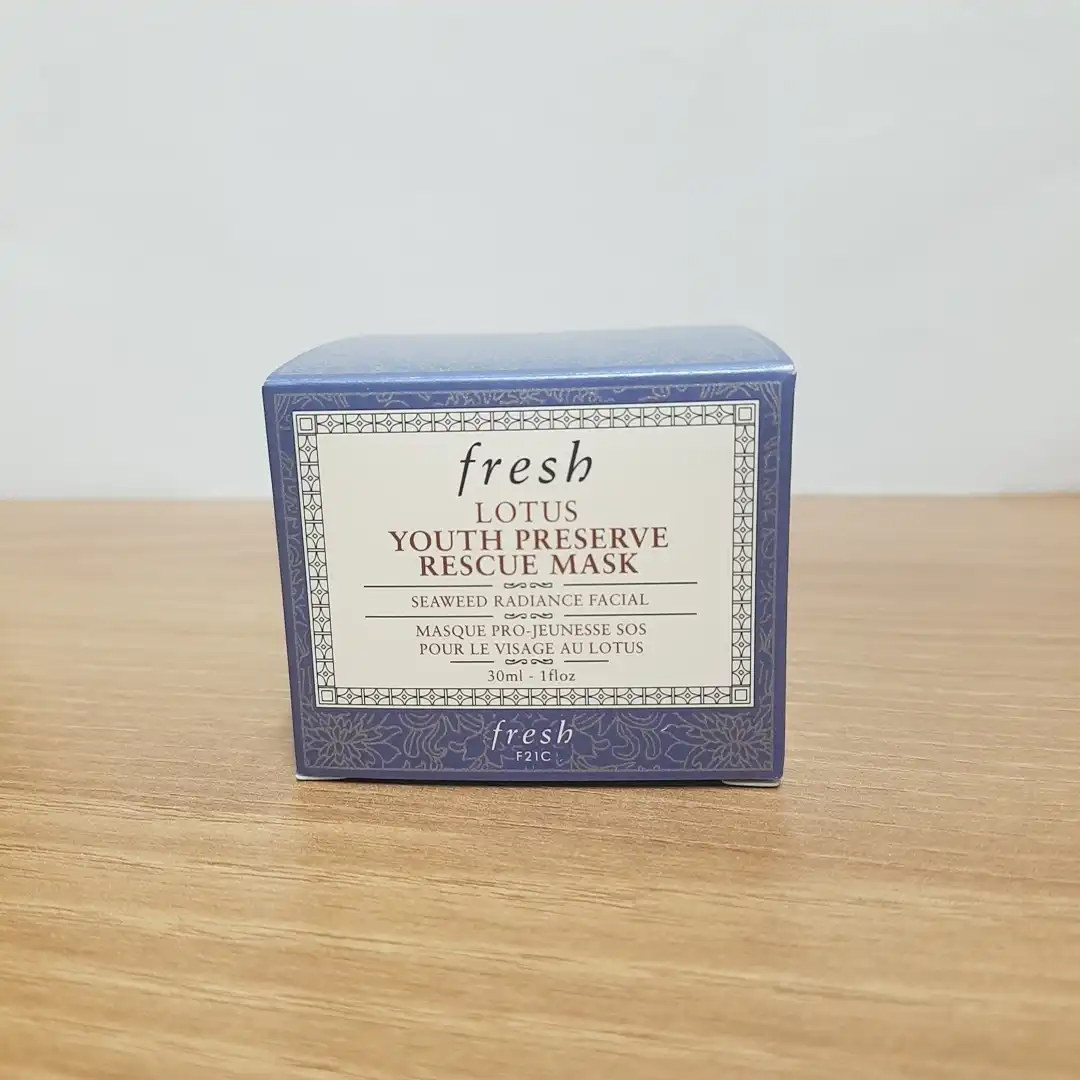 fresh
LOTUS
YOUTH PRESERVE
RESCUE MASK
SEAWEED RADIANCE FACIAL
MASQUE PRO-JEUNESSE SOS
POUR LE VISAGE AU LOTUS
30ml - 1floz
fresh
F21C